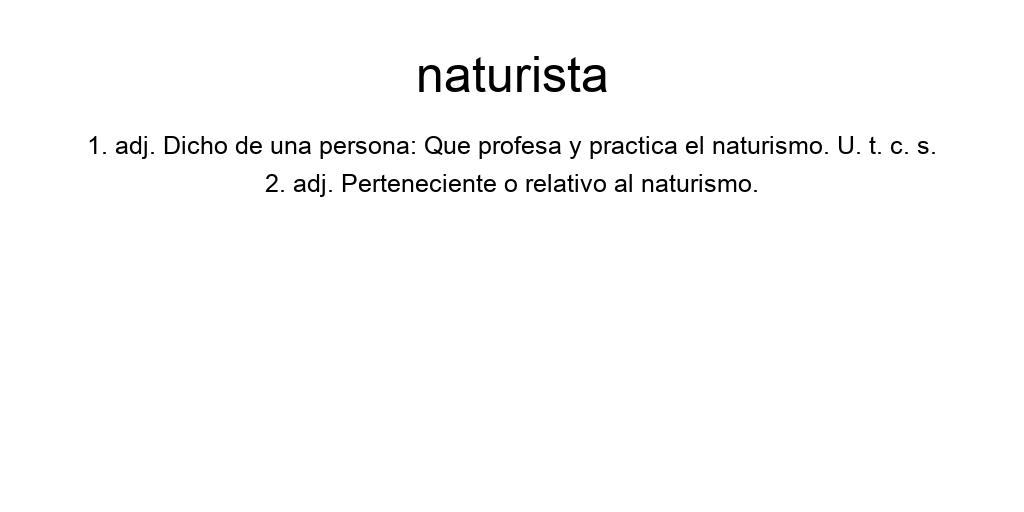 naturista
1. adj. Dicho de una persona: Que profesa y practica el naturismo. U. t. c. s.
2. adj. Perteneciente o relativo al naturismo.